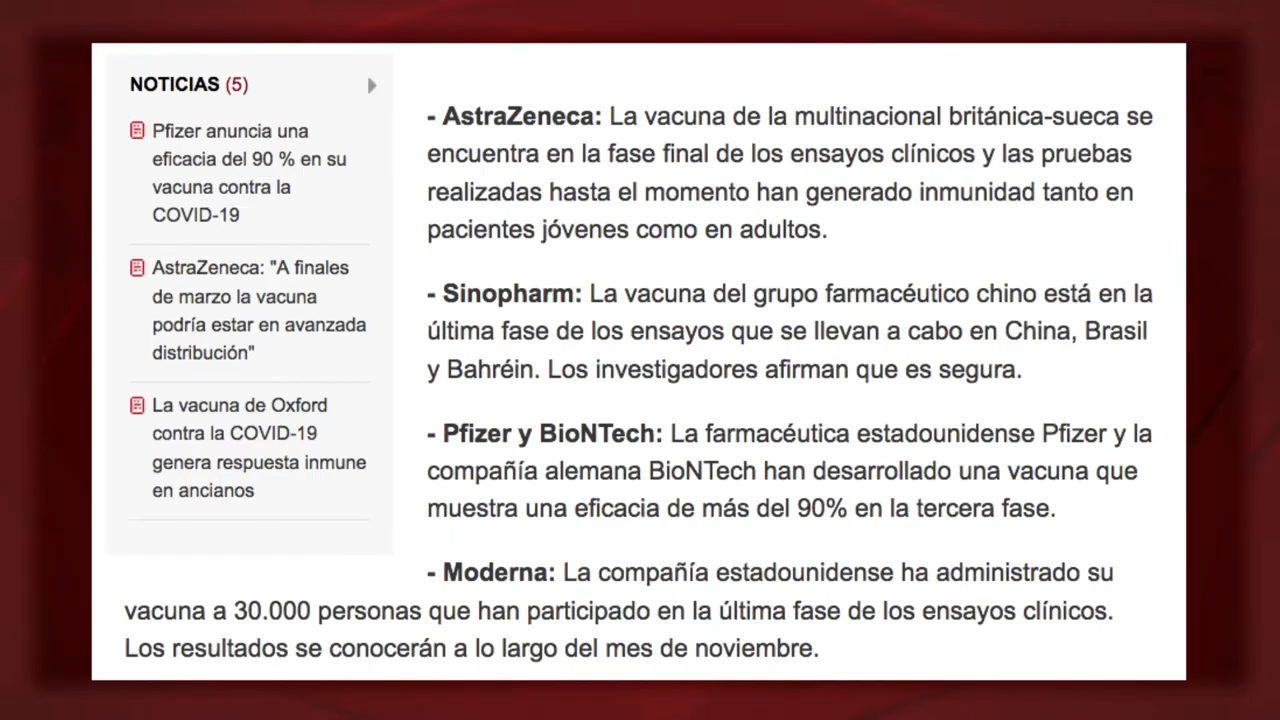 NOTICIAS (5)
Pfizer anuncia una
eficacia del 90 % en su
vacuna contra la
COVID-19
AstraZeneca: "A finales
de marzo la vacuna
podría estar en avanzada
distribución"
La vacuna de Oxford
contra la COVID-19
genera respuesta inmune
en ancianos
- AstraZeneca: La vacuna de la multinacional británica-sueca se
encuentra en la fase final de los ensayos clínicos y las pruebas
realizadas hasta el momento han generado inmunidad tanto en
pacientes jóvenes como en adultos.
- Sinopharm: La vacuna del grupo farmacéutico chino está en la
última fase de los ensayos que se llevan a cabo en China, Brasil
y Bahréin. Los investigadores afirman que es segura.
- Pfizer y BioNTech: La farmacéutica estadounidense Pfizer y la
compañía alemana BioNTech han desarrollado una vacuna que
muestra una eficacia de más del 90% en la tercera fase.
- Moderna: La compañía estadounidense ha administrado su
vacuna a 30.000 personas que han participado en la última fase de los ensayos clínicos.
Los resultados se conocerán a lo largo del mes de noviembre.